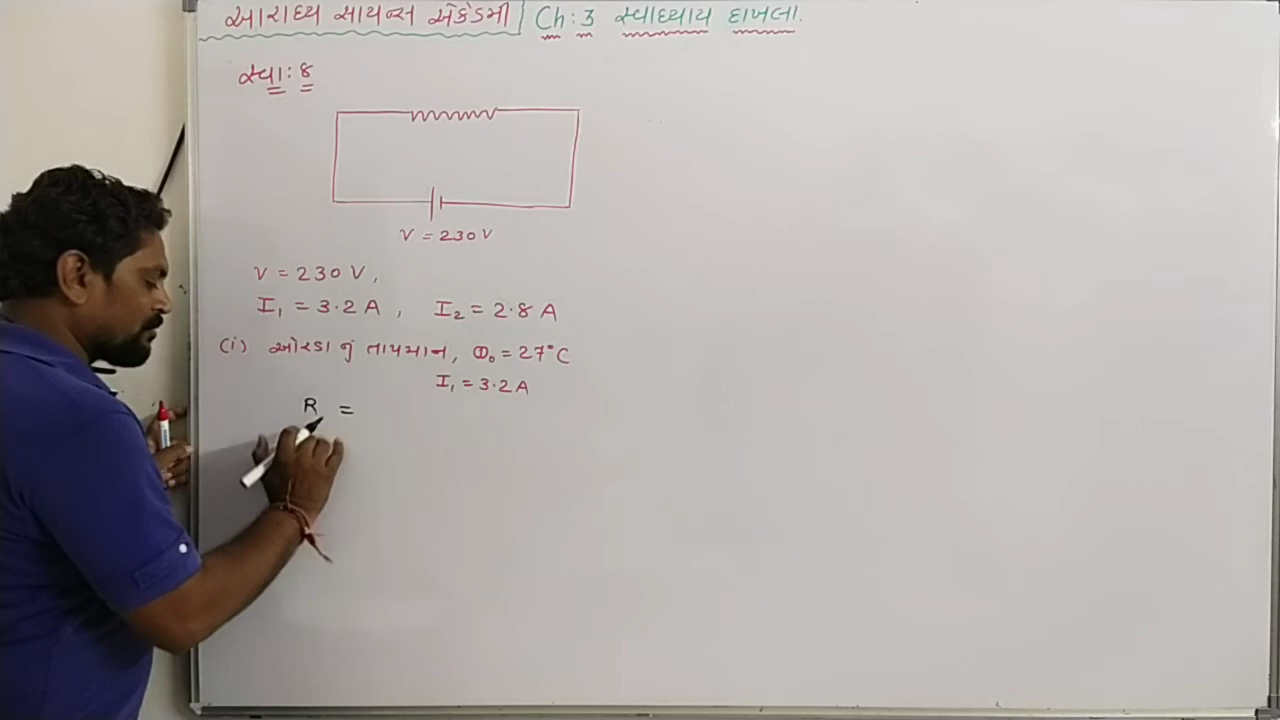 આરાધ્ય સાયન્સ એકેડમી Ch: 3 સ્વાધ્યાય દાખલા.
સ્વા: 8
V = 230 V
V = 230 V,
I₁ = 3.2 A, I₂ = 2.8 A
(i) ઓરડાનું તાપમાન, θ₀ = 27°C
I₁ = 3.2 A
R =